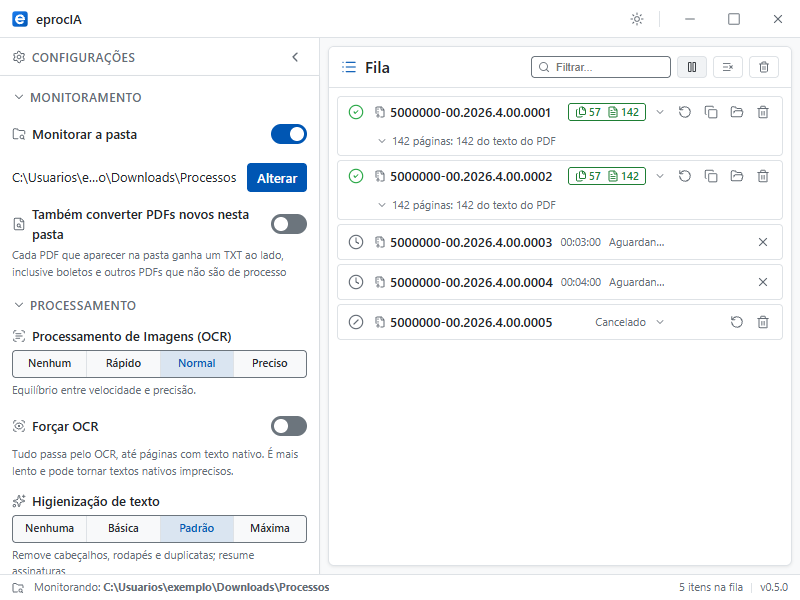 eprocIA
CONFIGURAÇÕES
MONITORAMENTO
Monitorar a pasta
C:\Usuarios\e...o\Downloads\Processos
Alterar
Também converter PDFs novos nesta
pasta
Cada PDF que aparecer na pasta ganha um TXT ao lado,
inclusive boletos e outros PDFs que não são de processo
PROCESSAMENTO
Processamento de Imagens (OCR)
Nenhum Rápido Normal Preciso
Equilíbrio entre velocidade e precisão.
Forçar OCR
Tudo passa pelo OCR, até páginas com texto nativo. É mais
lento e pode tornar textos nativos imprecisos.
Higienização de texto
Nenhuma Básica Padrão Máxima
Remove cabeçalhos, rodapés e duplicatas; resume
assinaturas
Fila
Filtrar...
5000000-00.2026.4.00.0001 57 142
142 páginas: 142 do texto do PDF
5000000-00.2026.4.00.0002 57 142
142 páginas: 142 do texto do PDF
5000000-00.2026.4.00.0003 00:03:00 Aguardan...
5000000-00.2026.4.00.0004 00:04:00 Aguardan...
5000000-00.2026.4.00.0005 Cancelado
Monitorando: C:\Usuarios\exemplo\Downloads\Processos
5 itens na fila v0.5.0